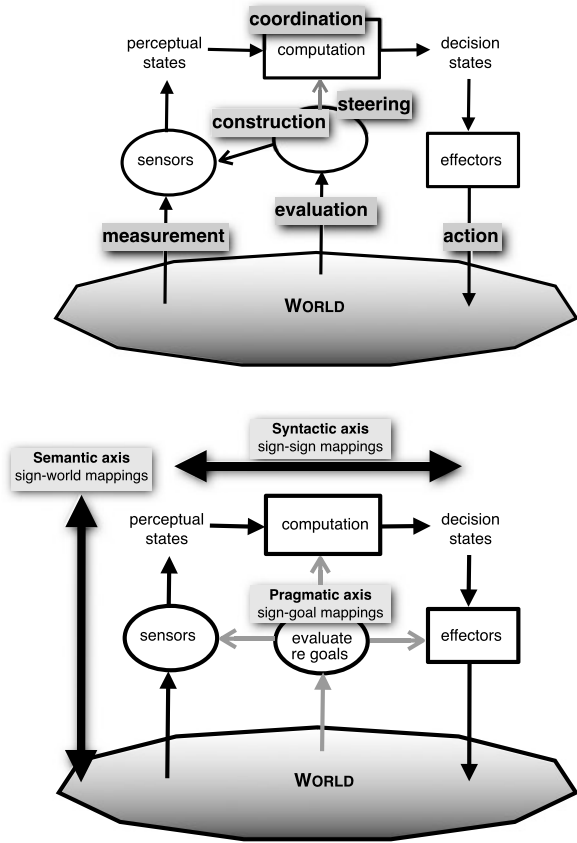 coordination
perceptual
states
computation
decision
states
steering
construction
sensors
effectors
evaluation
measurement
action
WORLD
Syntactic axis
sign-sign mappings
Semantic axis
sign-world mappings
perceptual
states
computation
decision
states
Pragmatic axis
sign-goal mappings
sensors
evaluate
re goals
effectors
WORLD